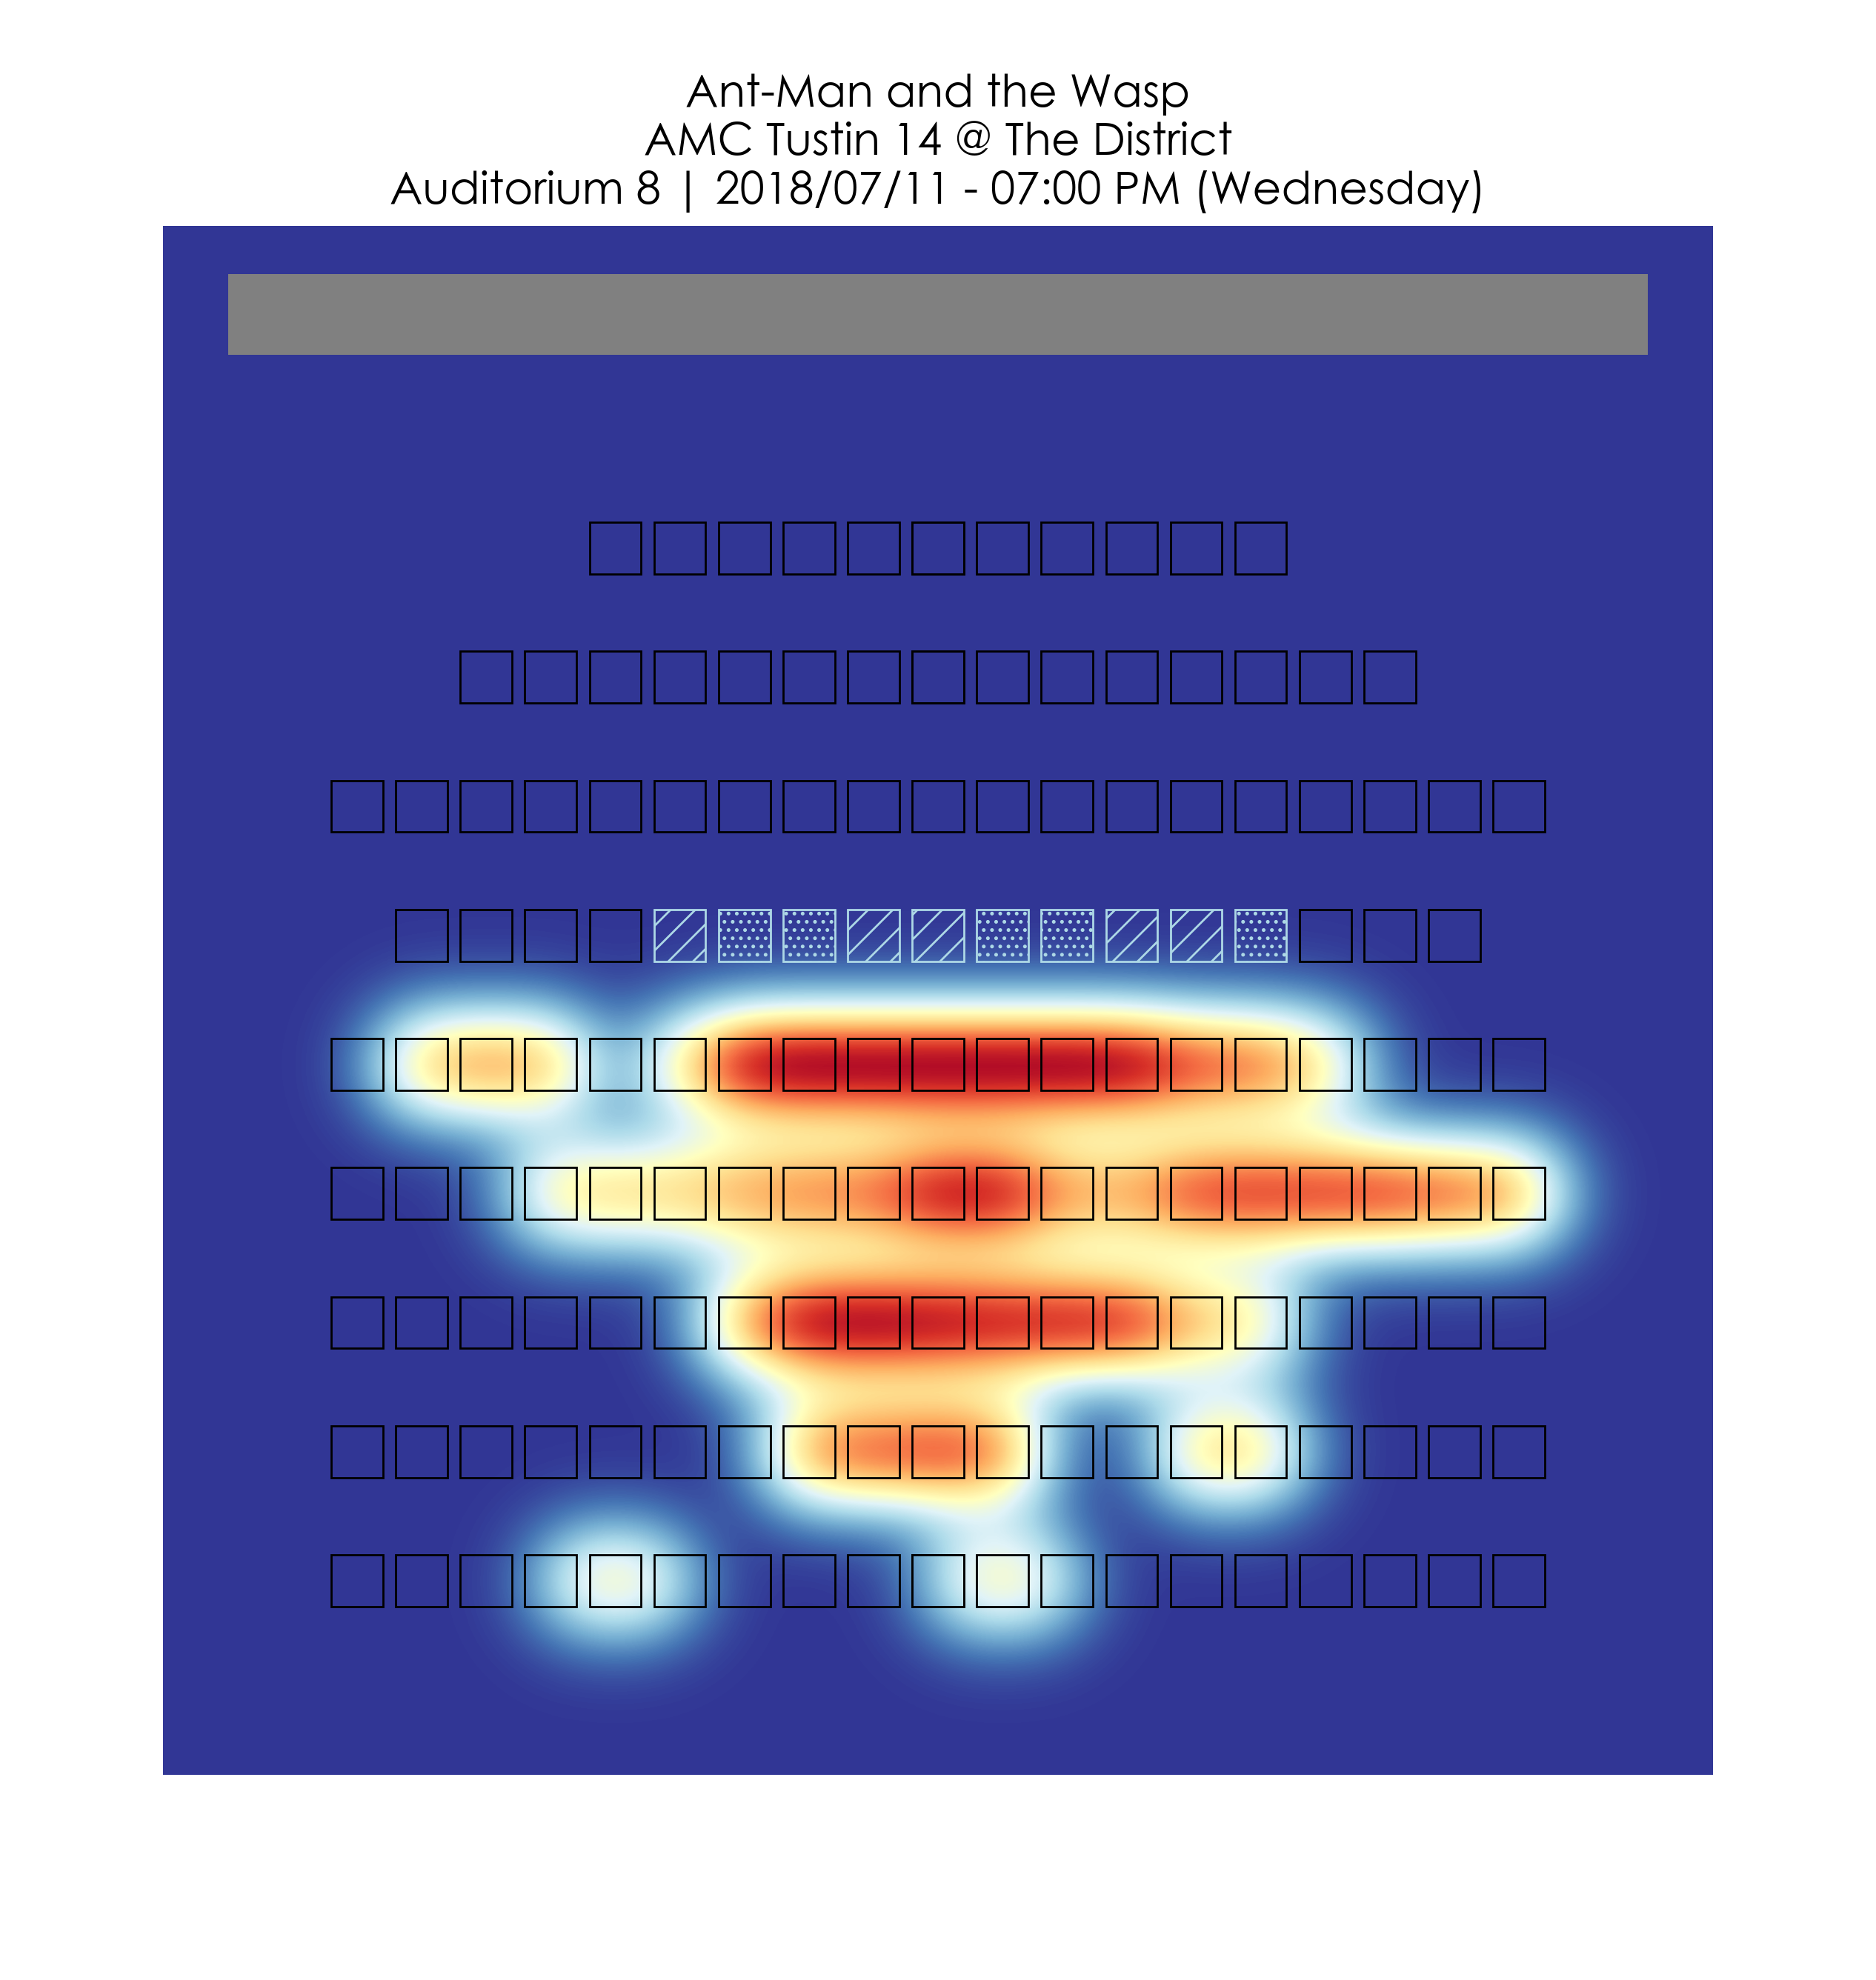 Ant-Man and the Wasp
AMC Tustin 14 @ The District
Auditorium 8 | 2018/07/11 - 07:00 PM (Wednesday)